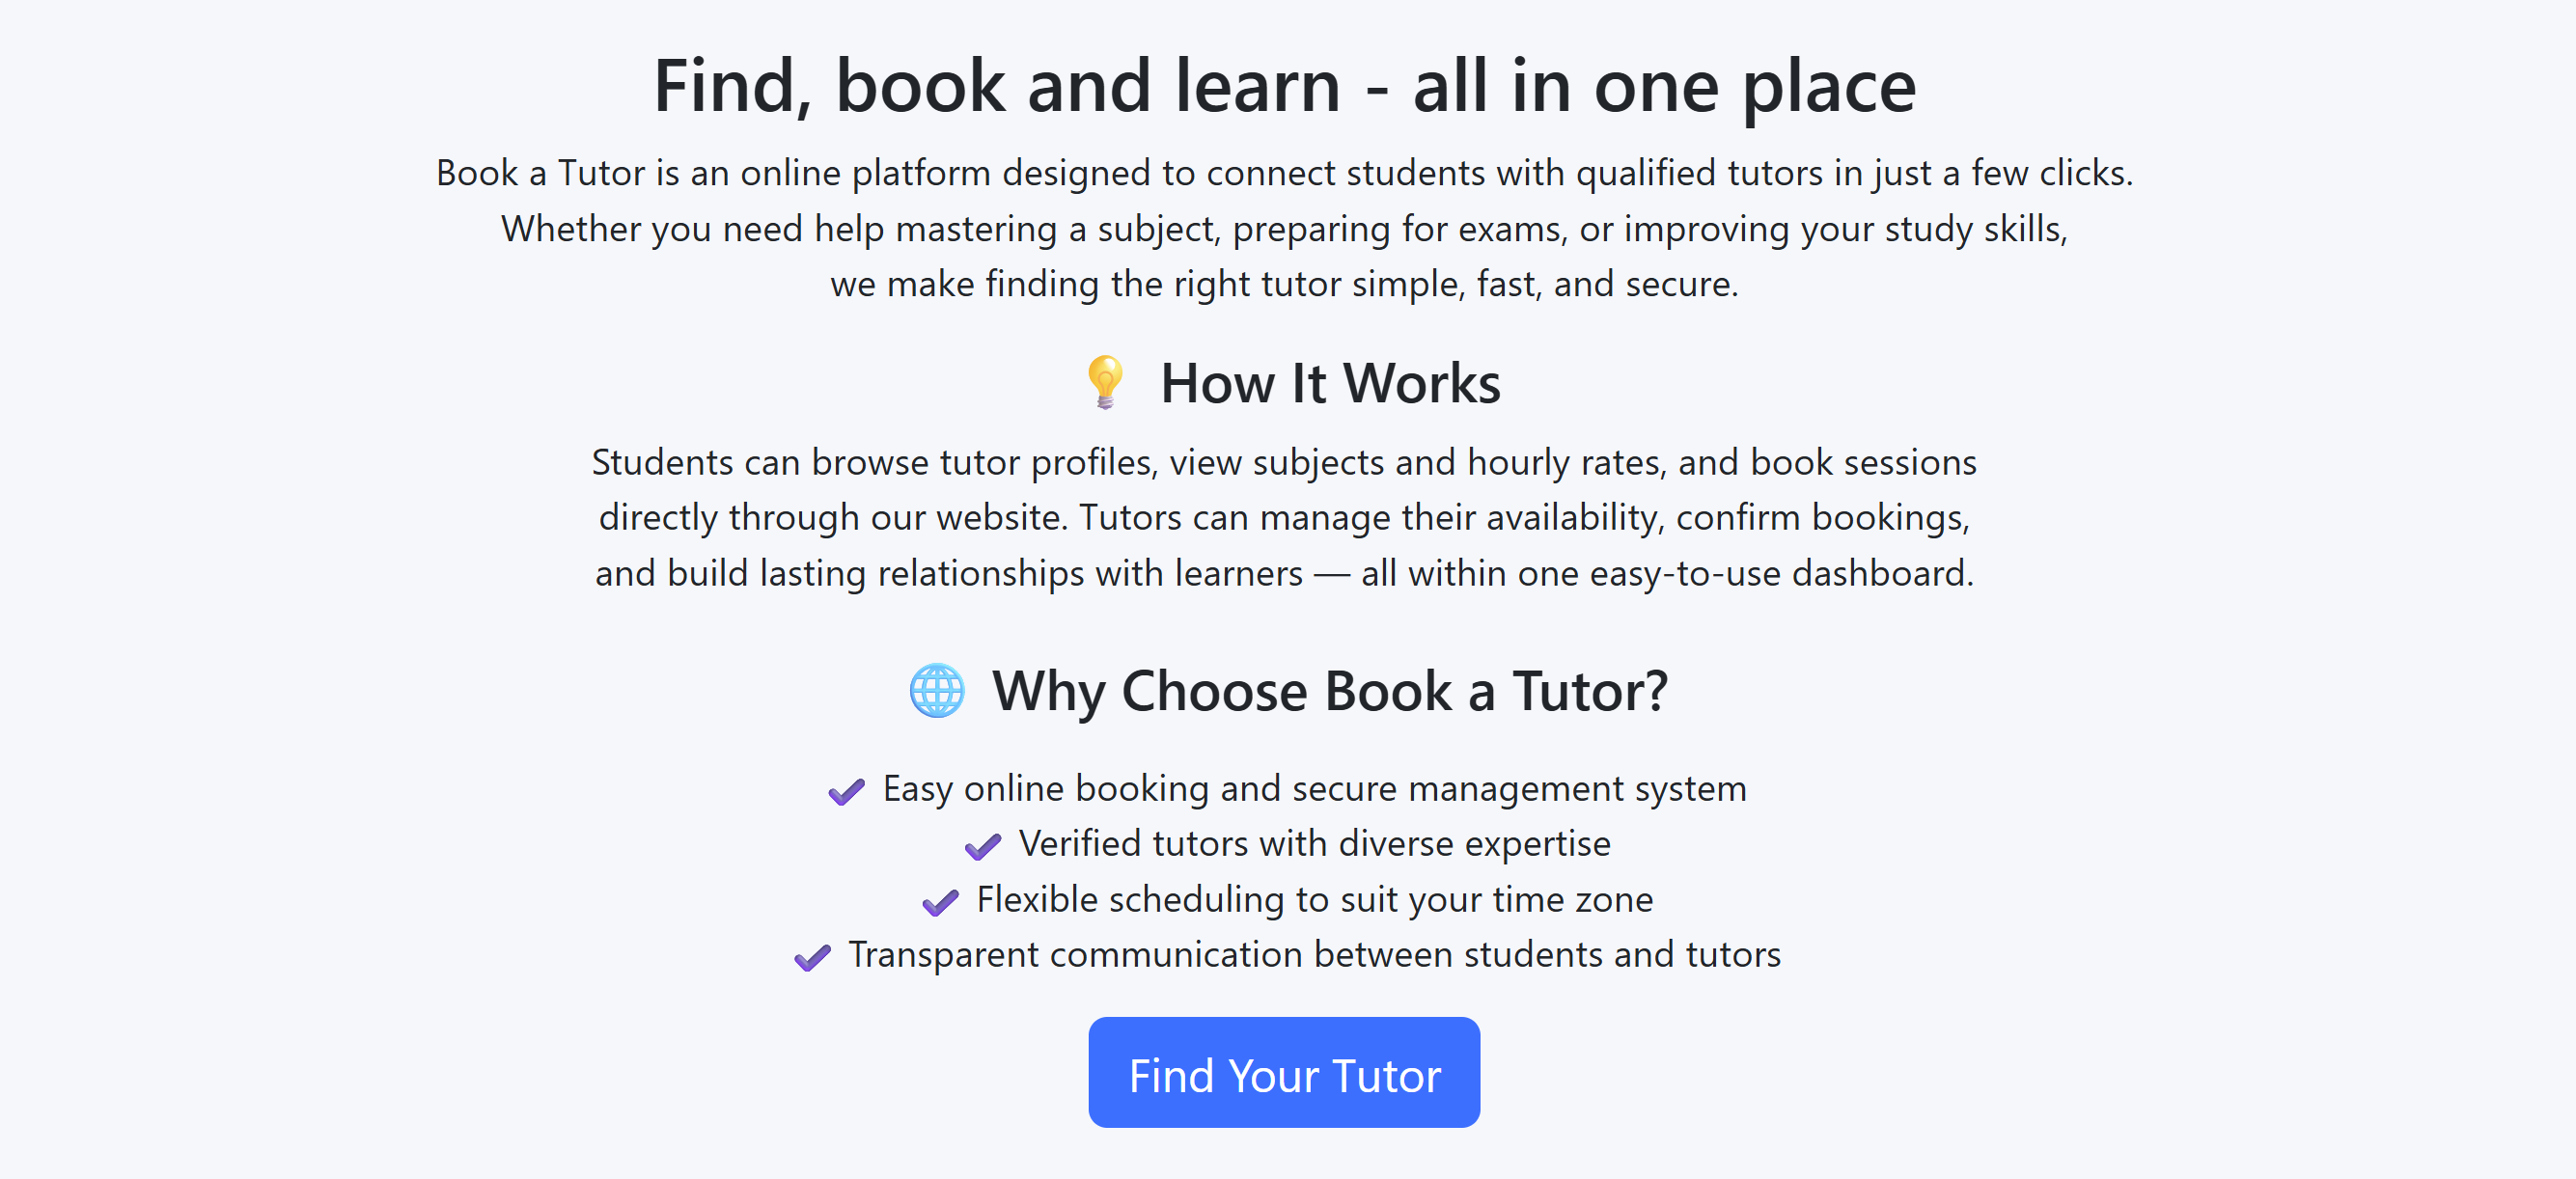 Find, book and learn - all in one place
Book a Tutor is an online platform designed to connect students with qualified tutors in just a few clicks.
Whether you need help mastering a subject, preparing for exams, or improving your study skills,
we make finding the right tutor simple, fast, and secure.
💡 How It Works
Students can browse tutor profiles, view subjects and hourly rates, and book sessions
directly through our website. Tutors can manage their availability, confirm bookings,
and build lasting relationships with learners — all within one easy-to-use dashboard.
🌐 Why Choose Book a Tutor?
✔ Easy online booking and secure management system
✔ Verified tutors with diverse expertise
✔ Flexible scheduling to suit your time zone
✔ Transparent communication between students and tutors
Find Your Tutor